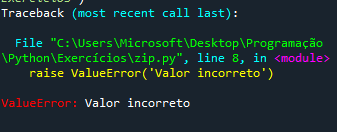 Traceback (most recent call last):
File "C:\Users\Microsoft\Desktop\Programação
\Python\Exercícios\zip.py", line 8, in <module>
raise ValueError('Valor incorreto')
ValueError: Valor incorreto